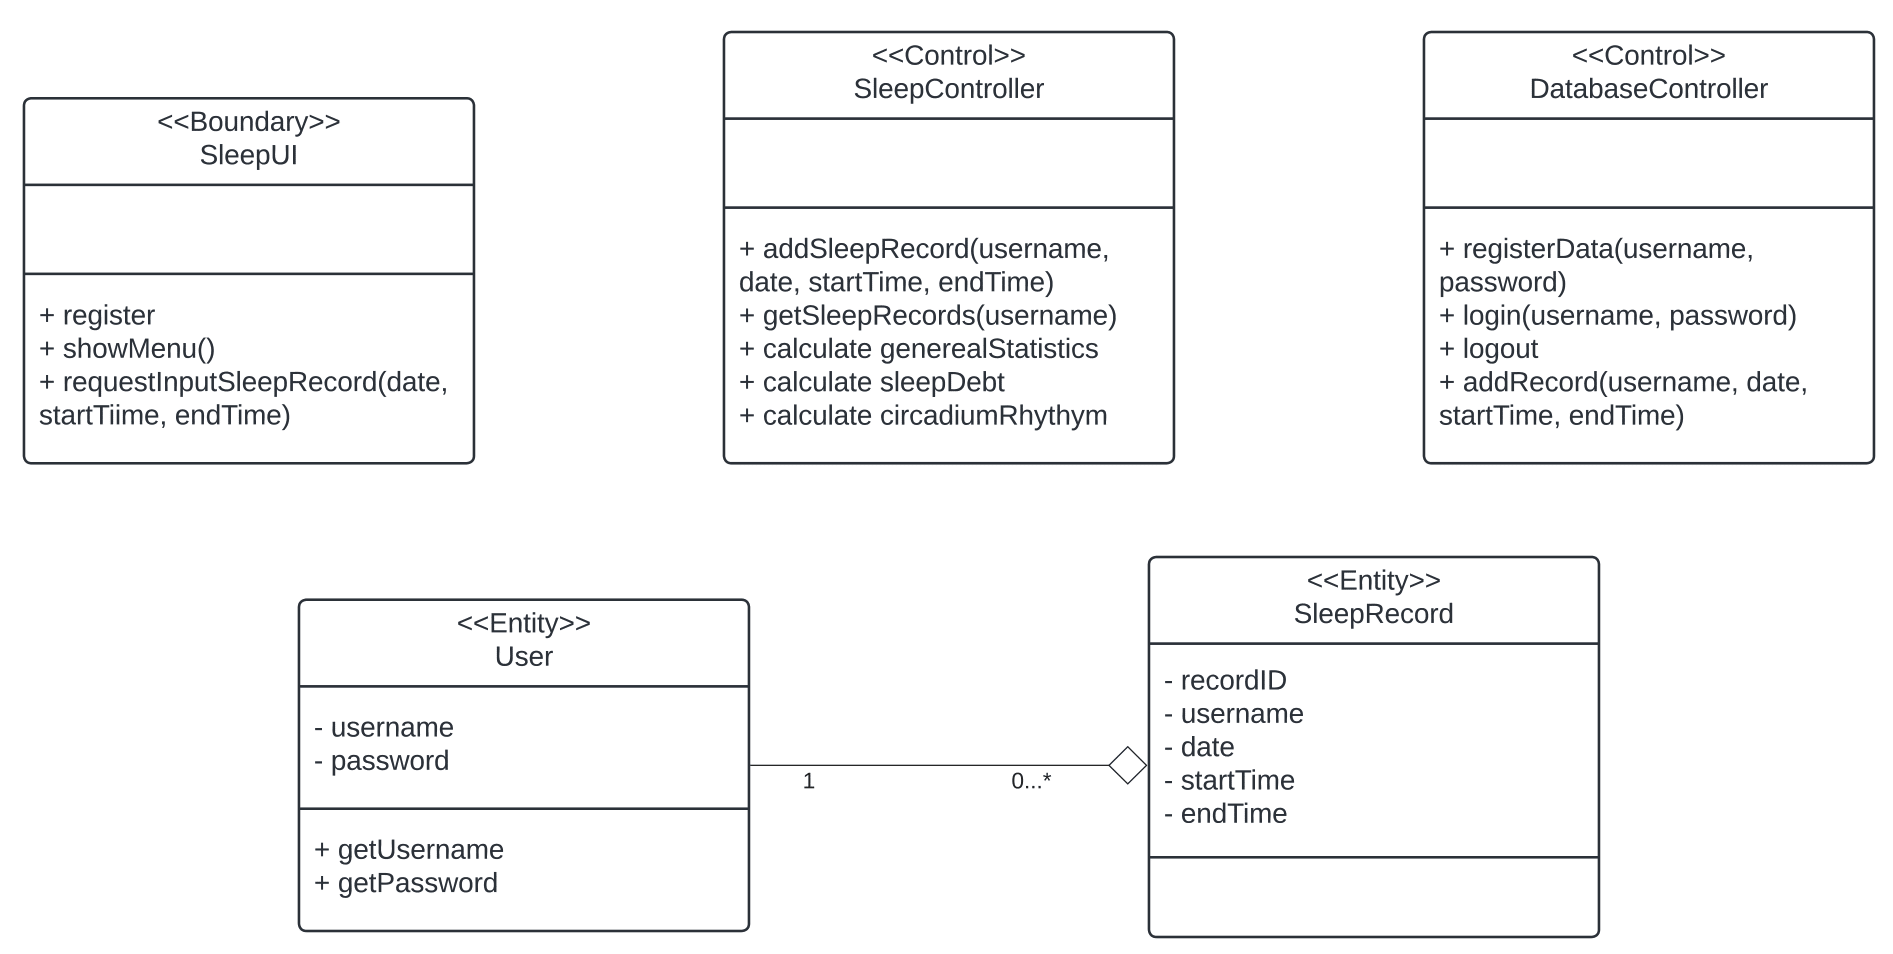 <<Boundary>>
SleepUI
+ register
+ showMenu()
+ requestInputSleepRecord(date,
startTiime, endTime)
<<Control>>
SleepController
+ addSleepRecord(username,
date, startTime, endTime)
+ getSleepRecords(username)
+ calculate generealStatistics
+ calculate sleepDebt
+ calculate circadiumRhythym
<<Control>>
DatabaseController
+ registerData(username,
password)
+ login(username, password)
+ logout
+ addRecord(username, date,
startTime, endTime)
<<Entity>>
User
- username
- password
+ getUsername
+ getPassword
1
0...*
<<Entity>>
SleepRecord
- recordID
- username
- date
- startTime
- endTime